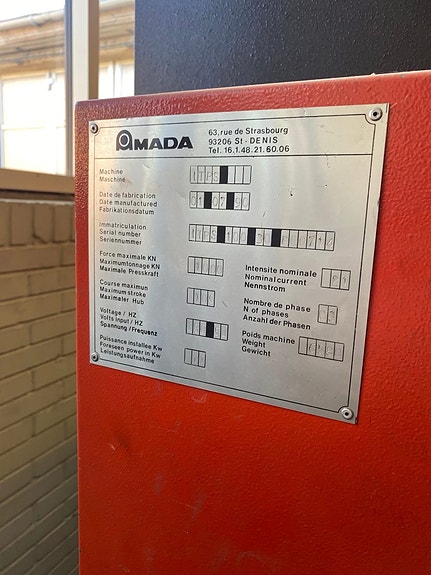 AMADA
63, rue de Strasbourg
93206 St - DENIS
Tel. 16.1.48.21.60.06
Machine
Maschine
Date de fabrication
Date manufactured
Fabrikationsdatum
Immatriculation
Serial number
Seriennummer
Force maximale KN
Maximumtonnage KN
Maximale Presskraft
Course maximun
Maximum stroke
Maximaler Hub
Voltage / HZ
Volts input / HZ
Spannung / Frequenz
Puissance installee Kw
Foreseen power in Kw
Leistungsaufnahme
Intensite nominale
Nominal current
Nennstrom
Nombre de phase
N of phases
Anzahl der Phasen
Poids machine
Weight
Gewicht